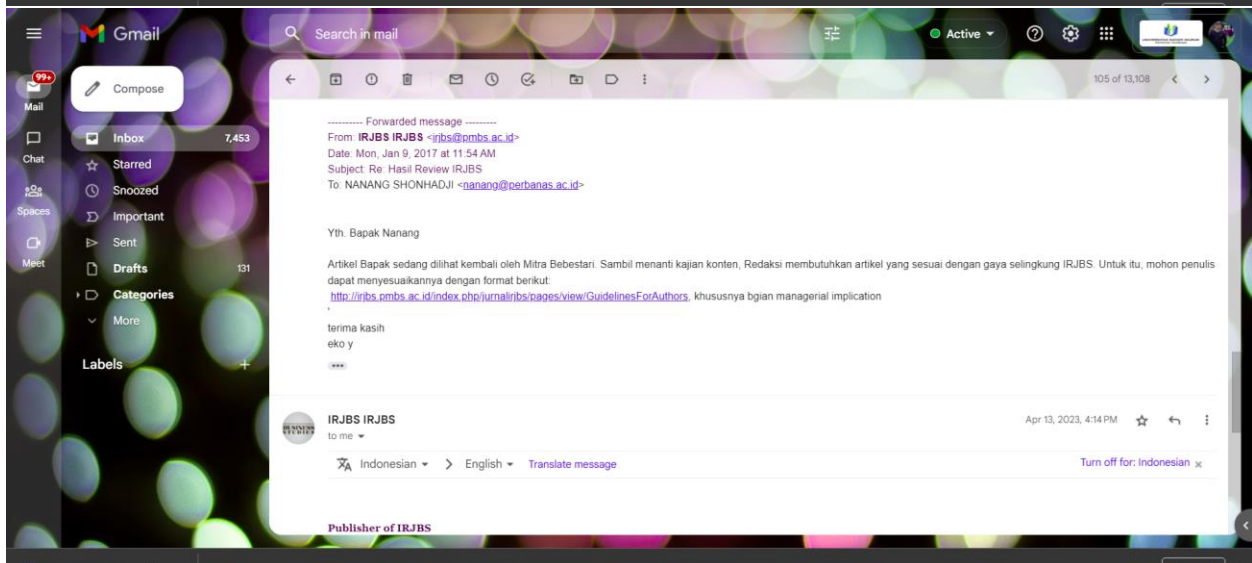 Gmail
Search in mail
Active
99+
Mail
Compose
105 of 13,108
Chat
Spaces
Meet
Inbox 7,453
Starred
Snoozed
Important
Sent
Drafts 131
Categories
More
Labels
---------- Forwarded message ---------
From: IRJBS IRJBS <irjbs@pmbs.ac.id>
Date: Mon, Jan 9, 2017 at 11:54 AM
Subject: Re: Hasil Review IRJBS
To: NANANG SHONHADJI <nanang@perbanas.ac.id>
Yth. Bapak Nanang
Artikel Bapak sedang dilihat kembali oleh Mitra Bebestari. Sambil menanti kajian konten, Redaksi membutuhkan artikel yang sesuai dengan gaya selingkung IRJBS. Untuk itu, mohon penulis
dapat menyesuaikannya dengan format berikut:
http://irjbs.pmbs.ac.id/index.php/jurnalirjbs/pages/view/GuidelinesForAuthors, khususnya bgian managerial implication
'
terima kasih
eko y
IRJBS IRJBS
Apr 13, 2023, 4:14 PM
to me
Indonesian > English Translate message
Turn off for: Indonesian ×
Publisher of IRJBS